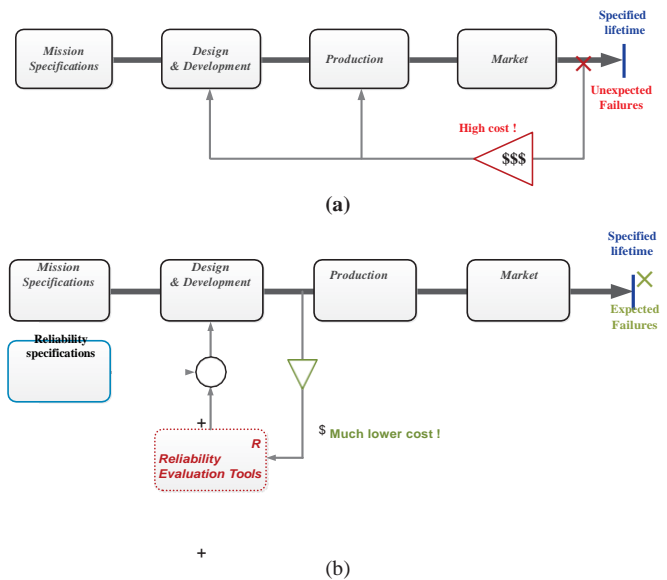 Specified
lifetime
Mission
Specifications
Design
& Development
Production
Market
Unexpected
Failures
High cost !
$$$
(a)
Specified
lifetime
Mission
Specifications
Design
& Development
Production
Market
Expected
Failures
Reliability
specifications
+
$ Much lower cost !
R
Reliability
Evaluation Tools
+
(b)